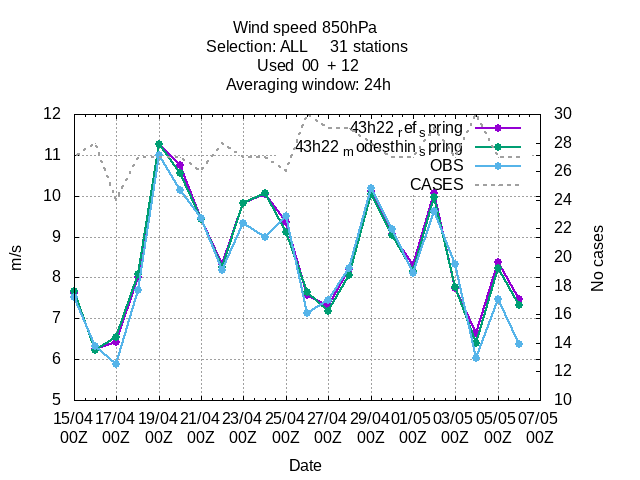 Wind speed 850hPa
Selection: ALL 31 stations
Used 00 + 12
Averaging window: 24h
12 30
43h22 ref spring
28
43h22 modesthin spring
11
OBS
26
CASES
10 24
22
9
m/s
20
No cases
8
18
7 16
14
6
12
5 10
15/04 17/04 19/04 21/04 23/04 25/04 27/04 29/04 01/05 03/05 05/05 07/05
00Z 00Z 00Z 00Z 00Z 00Z 00Z 00Z 00Z 00Z 00Z 00Z
Date